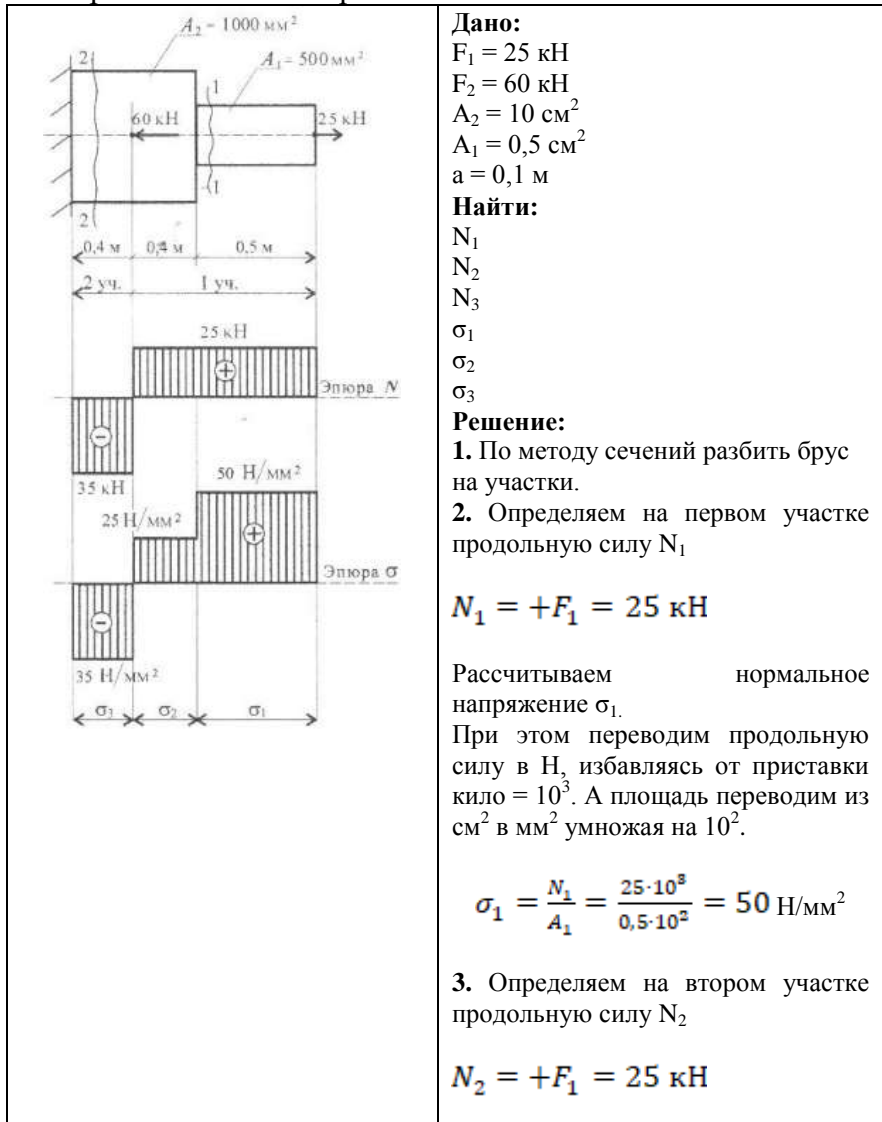 A₂ = 1000 мм²
A₁ = 500 мм²
2
1
60 кН
25 кН
1
2
0,4 м 0,4 м 0,5 м
2 уч. 1 уч.
25 кН
+
Эпюра N
−
35 кН
50 Н/мм²
25 Н/мм²
+
Эпюра σ
−
35 Н/мм²
σ₃ σ₂ σ₁
Дано:
F₁ = 25 кН
F₂ = 60 кН
A₂ = 10 см²
A₁ = 0,5 см²
a = 0,1 м
Найти:
N₁
N₂
N₃
σ₁
σ₂
σ₃
Решение:
1. По методу сечений разбить брус
на участки.
2. Определяем на первом участке
продольную силу N₁
N₁ = +F₁ = 25 кН
Рассчитываем нормальное
напряжение σ₁.
При этом переводим продольную
силу в Н, избавляясь от приставки
кило = 10³. А площадь переводим из
см² в мм² умножая на 10².
σ₁ = N₁/A₁ = 25·10³/0,5·10² = 50 Н/мм²
3. Определяем на втором участке
продольную силу N₂
N₂ = +F₁ = 25 кН